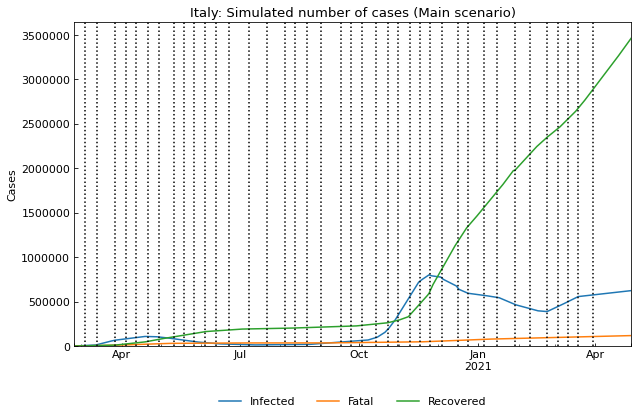 Italy: Simulated number of cases (Main scenario)
3500000
3000000
2500000
2000000
1500000
1000000
500000
0
Cases
Apr Jul Oct Jan Apr
2021
Infected Fatal Recovered